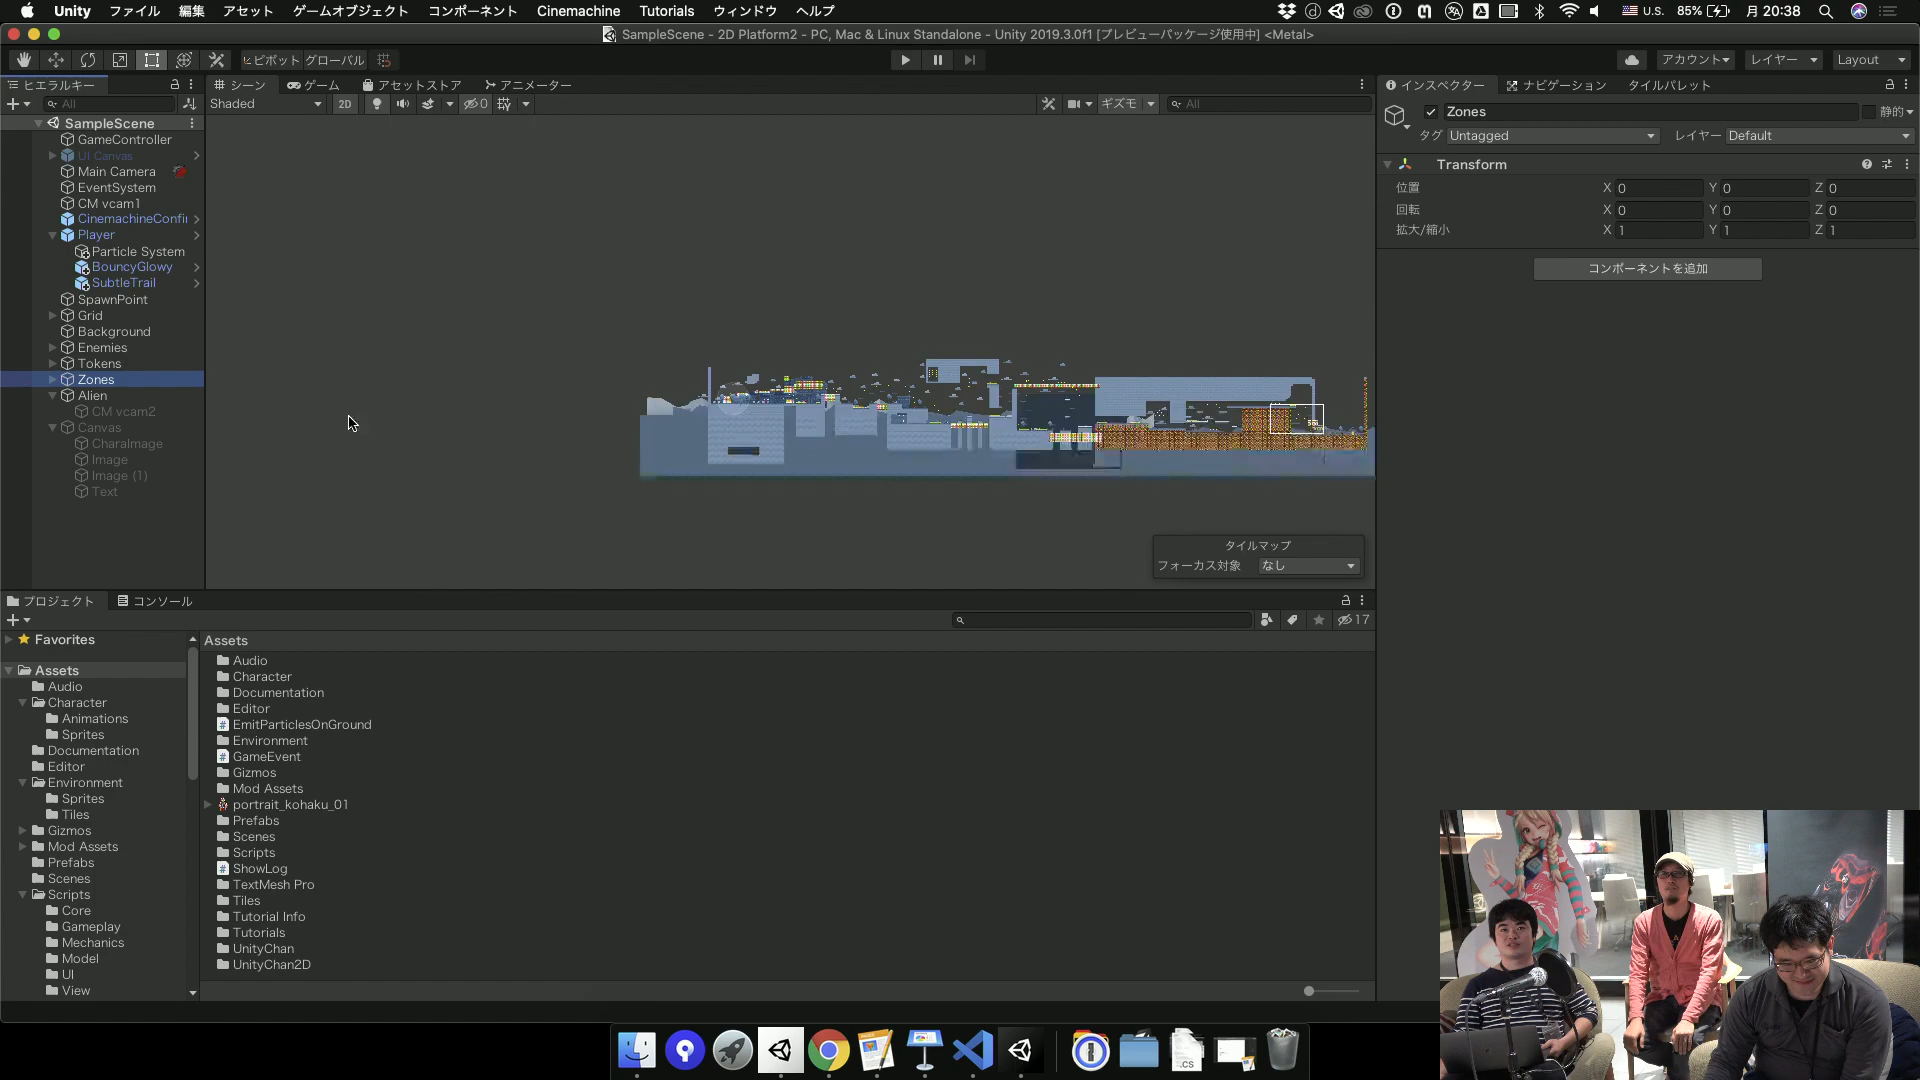 Unity ファイル 編集 アセット ゲームオブジェクト コンポーネント Cinemachine Tutorials ウィンドウ ヘルプ U.S. 85% 月 20:38
SampleScene - 2D Platform2 - PC, Mac & Linux Standalone - Unity 2019.3.0f1 [プレビューパッケージ使用中] <Metal>
ピボット グローバル アカウント レイヤー Layout
ヒエラルキー シーン ゲーム アセットストア アニメーター インスペクター ナビゲーション タイルパレット
All Shaded 2D 0 ギズモ All
Zones 静的
タグ Untagged レイヤー Default
Transform
位置 X 0 Y 0 Z 0
回転 X 0 Y 0 Z 0
拡大/縮小 X 1 Y 1 Z 1
コンポーネントを追加
SampleScene
GameController
UI Canvas
Main Camera
EventSystem
CM vcam1
CinemachineConfi
Player
Particle System
BouncyGlowy
SubtleTrail
SpawnPoint
Grid
Background
Enemies
Tokens
Zones
Alien
CM vcam2
Canvas
CharaImage
Image
Image (1)
Text
タイルマップ
フォーカス対象 なし
プロジェクト コンソール
17
Favorites
Assets
Audio
Character
Animations
Sprites
Documentation
Editor
Environment
Sprites
Tiles
Gizmos
Mod Assets
Prefabs
Scenes
Scripts
Core
Gameplay
Mechanics
Model
UI
View
Assets
Audio
Character
Documentation
Editor
EmitParticlesOnGround
Environment
GameEvent
Gizmos
Mod Assets
portrait_kohaku_01
Prefabs
Scenes
Scripts
ShowLog
TextMesh Pro
Tiles
Tutorial Info
Tutorials
UnityChan
UnityChan2D
.cs